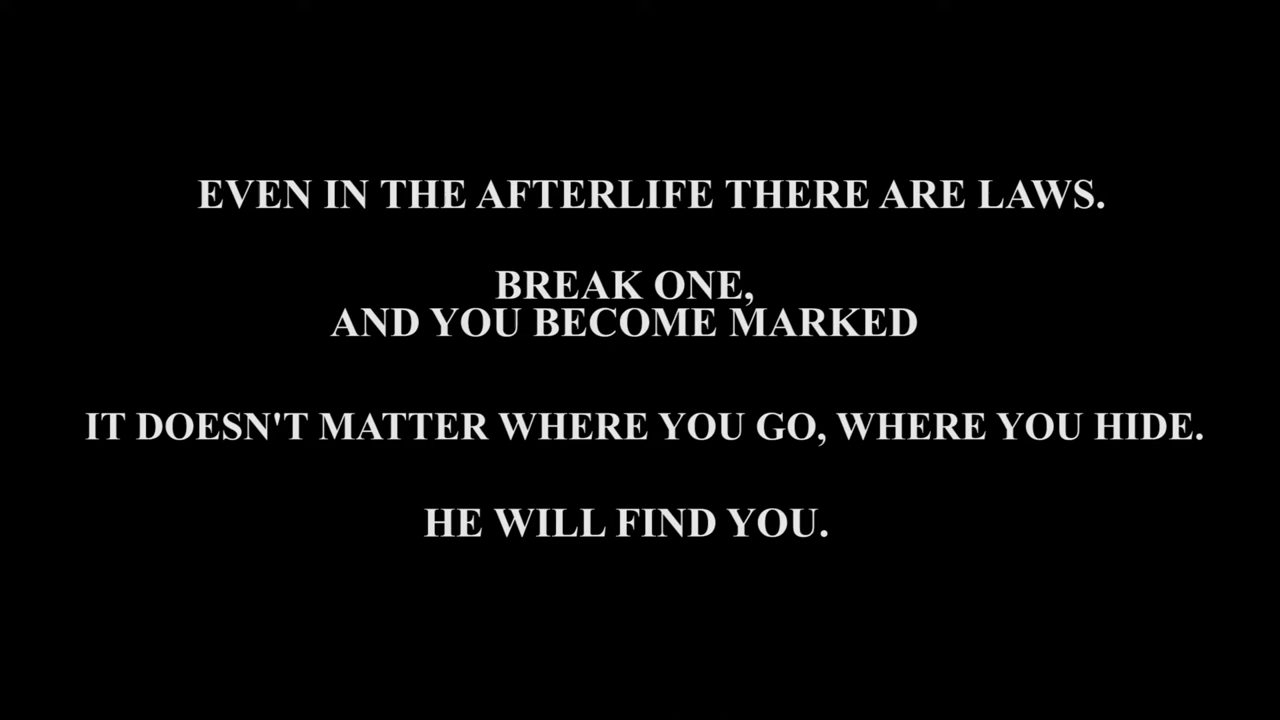 EVEN IN THE AFTERLIFE THERE ARE LAWS.
BREAK ONE,
AND YOU BECOME MARKED
IT DOESN'T MATTER WHERE YOU GO, WHERE YOU HIDE.
HE WILL FIND YOU.